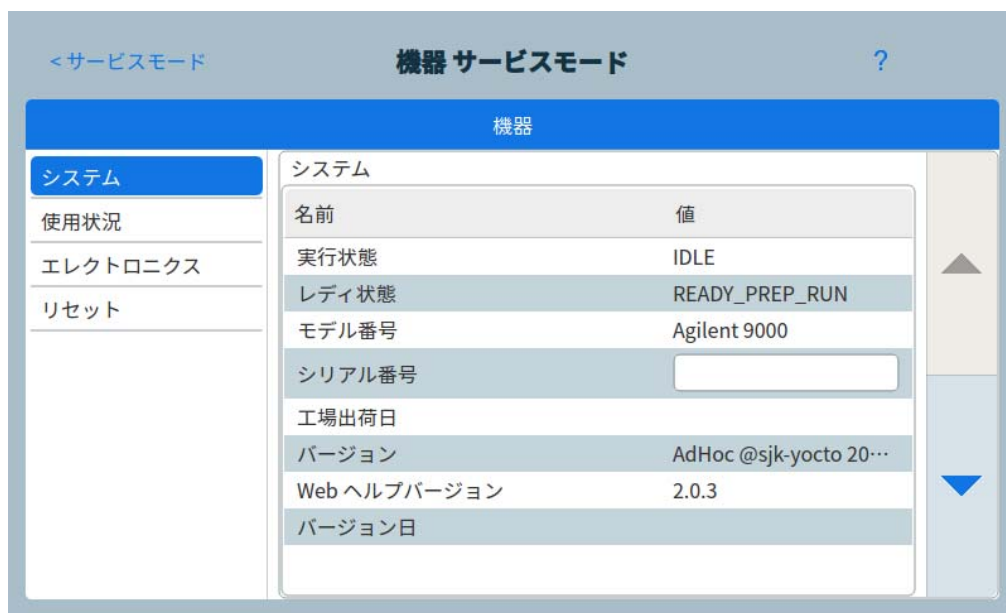 < サービスモード
機器 サービスモード
?
機器
システム
使用状況
エレクトロニクス
リセット
システム
名前 値
実行状態 IDLE
レディ状態 READY_PREP_RUN
モデル番号 Agilent 9000
シリアル番号
工場出荷日
バージョン AdHoc @sjk-yocto 20…
Web ヘルプバージョン 2.0.3
バージョン日